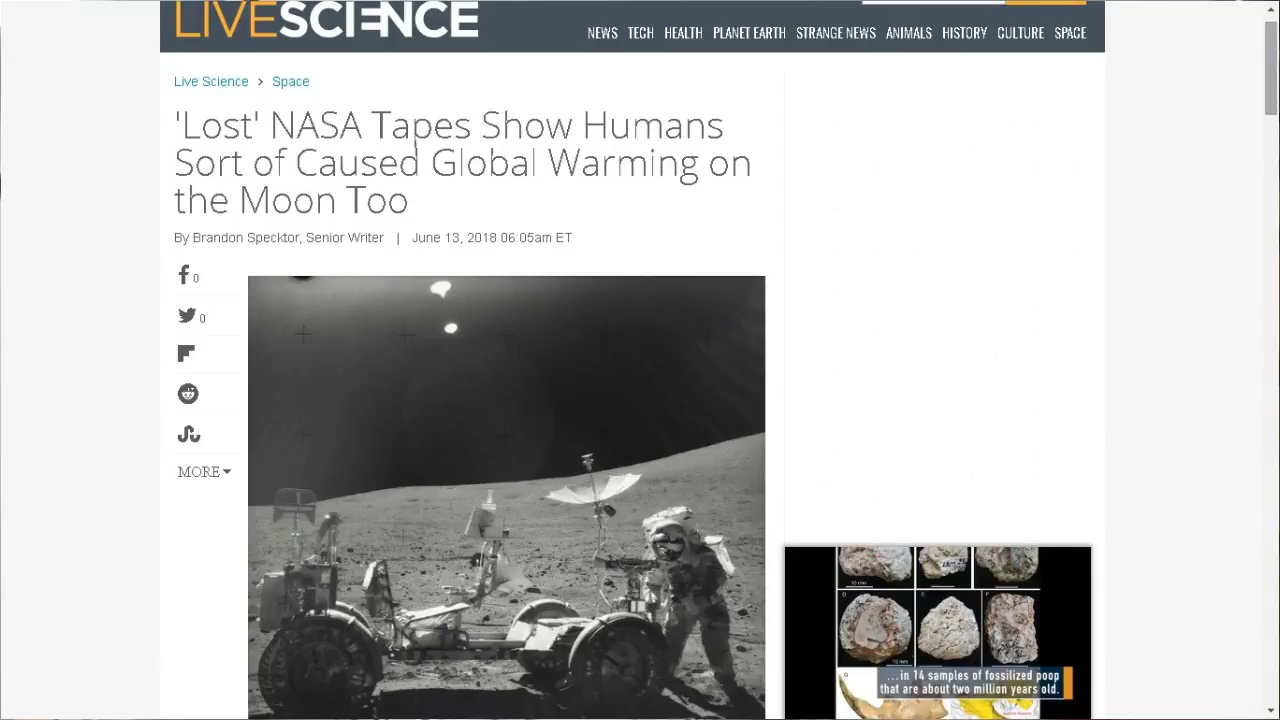 LIVESCIENCE
NEWS TECH HEALTH PLANET EARTH STRANGE NEWS ANIMALS HISTORY CULTURE SPACE
Live Science > Space
'Lost' NASA Tapes Show Humans
Sort of Caused Global Warming on
the Moon Too
By Brandon Specktor, Senior Writer | June 13, 2018 06:05am ET
0
0
MORE
...in 14 samples of fossilized poop
that are about two million years old.